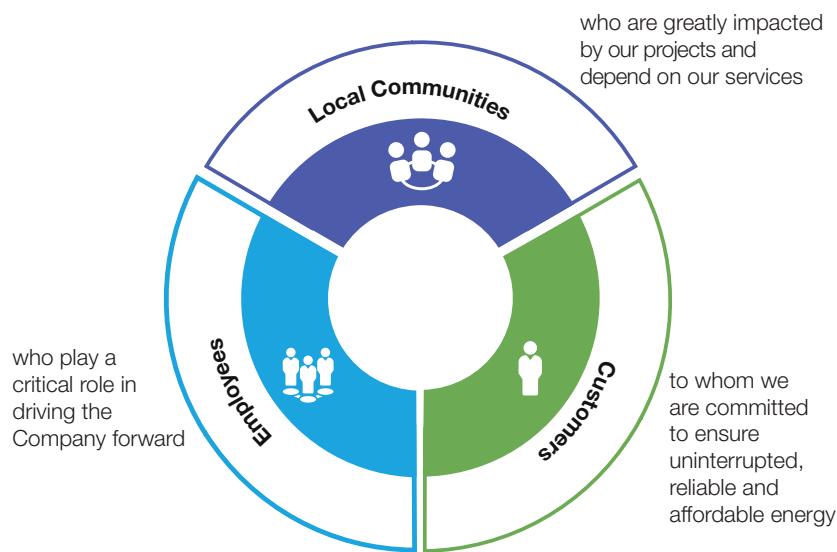 who are greatly impacted
by our projects and
depend on our services
Local Communities
Employees
who play a
critical role in
driving the
Company forward
Customers
to whom we
are committed
to ensure
uninterrupted,
reliable and
affordable energy